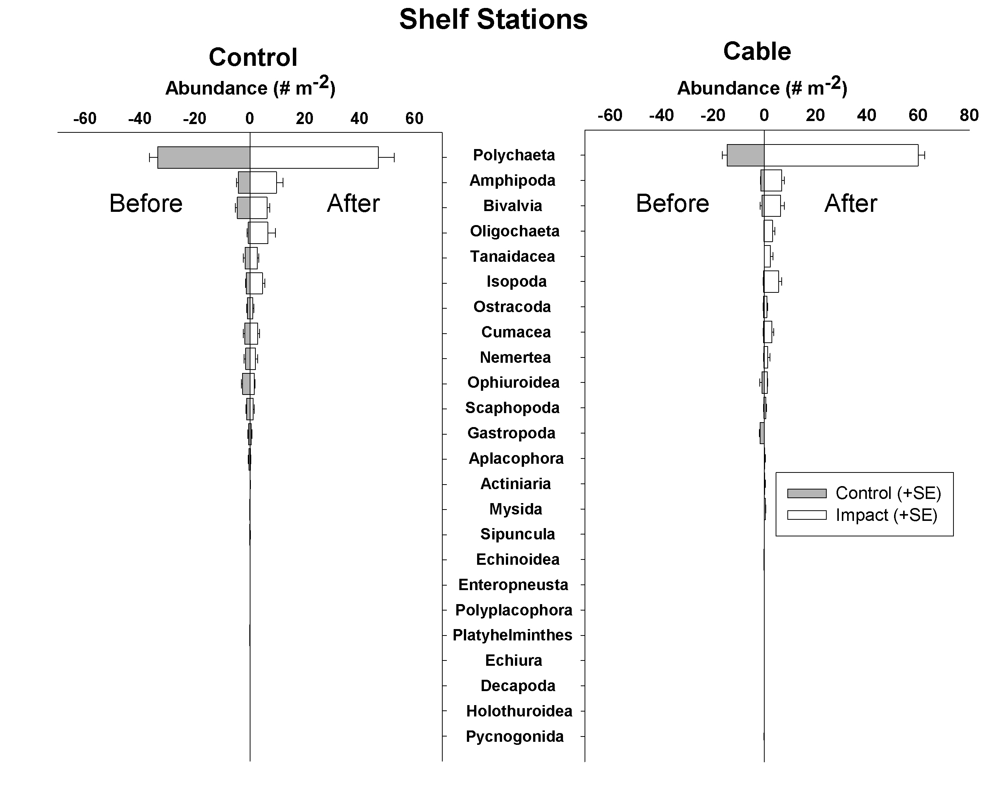 Shelf Stations
Control
Abundance (# m-2)
-60 -40 -20 0 20 40 60
Before After
Cable
Abundance (# m-2)
-60 -40 -20 0 20 40 60 80
Before After
Polychaeta
Amphipoda
Bivalvia
Oligochaeta
Tanaidacea
Isopoda
Ostracoda
Cumacea
Nemertea
Ophiuroidea
Scaphopoda
Gastropoda
Aplacophora
Actiniaria
Mysida
Sipuncula
Echinoidea
Enteropneusta
Polyplacophora
Platyhelminthes
Echiura
Decapoda
Holothuroidea
Pycnogonida
Control (+SE)
Impact (+SE)